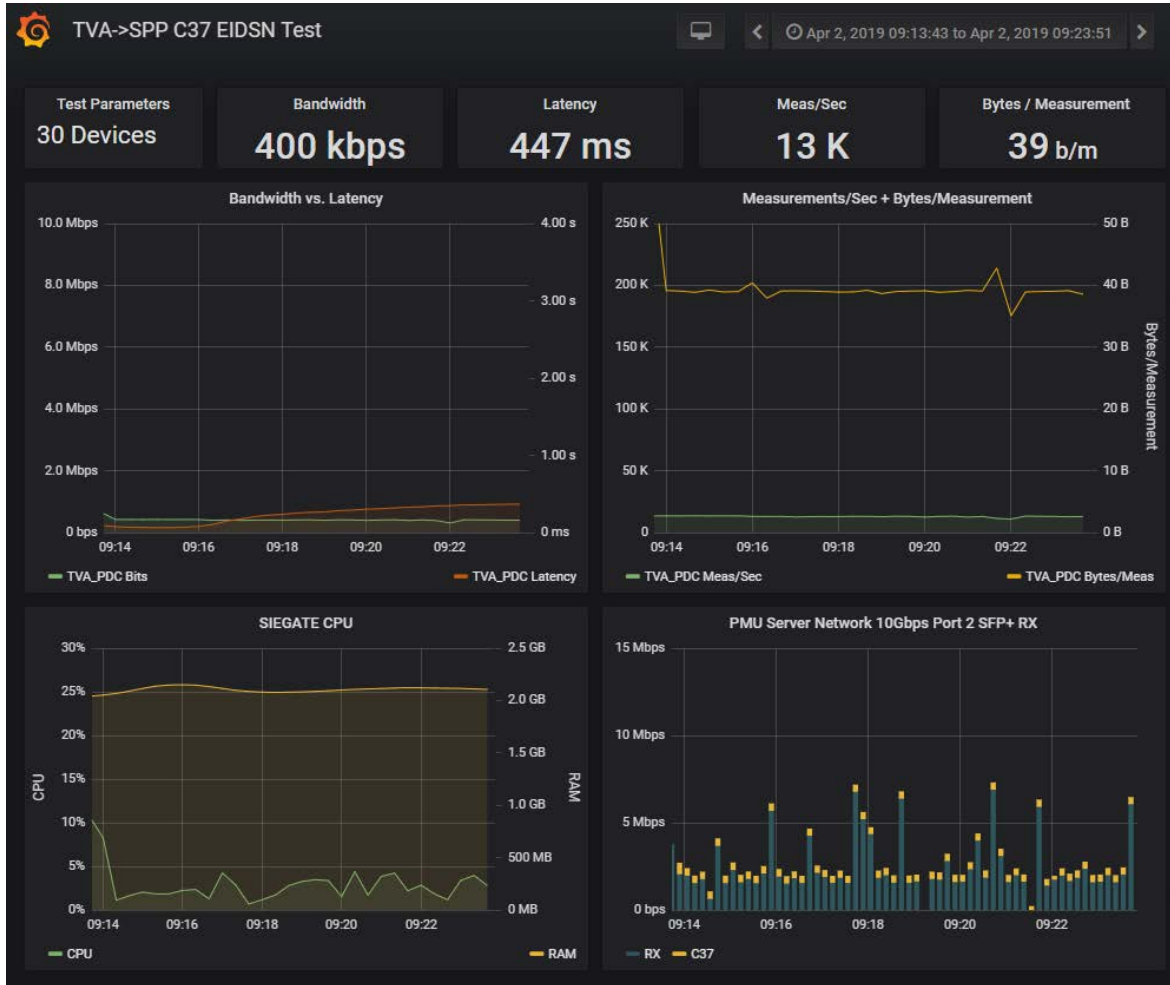 TVA->SPP C37 EIDSN Test
Apr 2, 2019 09:13:43 to Apr 2, 2019 09:23:51
Test Parameters
30 Devices
Bandwidth
400 kbps
Latency
447 ms
Meas/Sec
13 K
Bytes / Measurement
39 b/m
Bandwidth vs. Latency
10.0 Mbps
8.0 Mbps
6.0 Mbps
4.0 Mbps
2.0 Mbps
0 bps
4.00 s
3.00 s
2.00 s
1.00 s
0 ms
09:14 09:16 09:18 09:20 09:22
TVA_PDC Bits TVA_PDC Latency
Measurements/Sec + Bytes/Measurement
250 K
200 K
150 K
100 K
50 K
0
50 B
40 B
30 B
20 B
10 B
0 B
Bytes/Measurement
09:14 09:16 09:18 09:20 09:22
TVA_PDC Meas/Sec TVA_PDC Bytes/Meas
SIEGATE CPU
30%
25%
20%
15%
10%
5%
0%
CPU
2.5 GB
2.0 GB
1.5 GB
1.0 GB
500 MB
0 MB
RAM
09:14 09:16 09:18 09:20 09:22
CPU RAM
PMU Server Network 10Gbps Port 2 SFP+ RX
15 Mbps
10 Mbps
5 Mbps
0 bps
09:14 09:16 09:18 09:20 09:22
RX C37